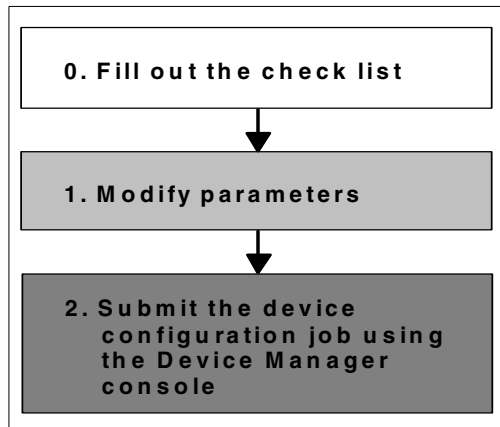 0. Fill out the check list
1. Modify parameters
2. Submit the device
configuration job using
the Device Manager
console